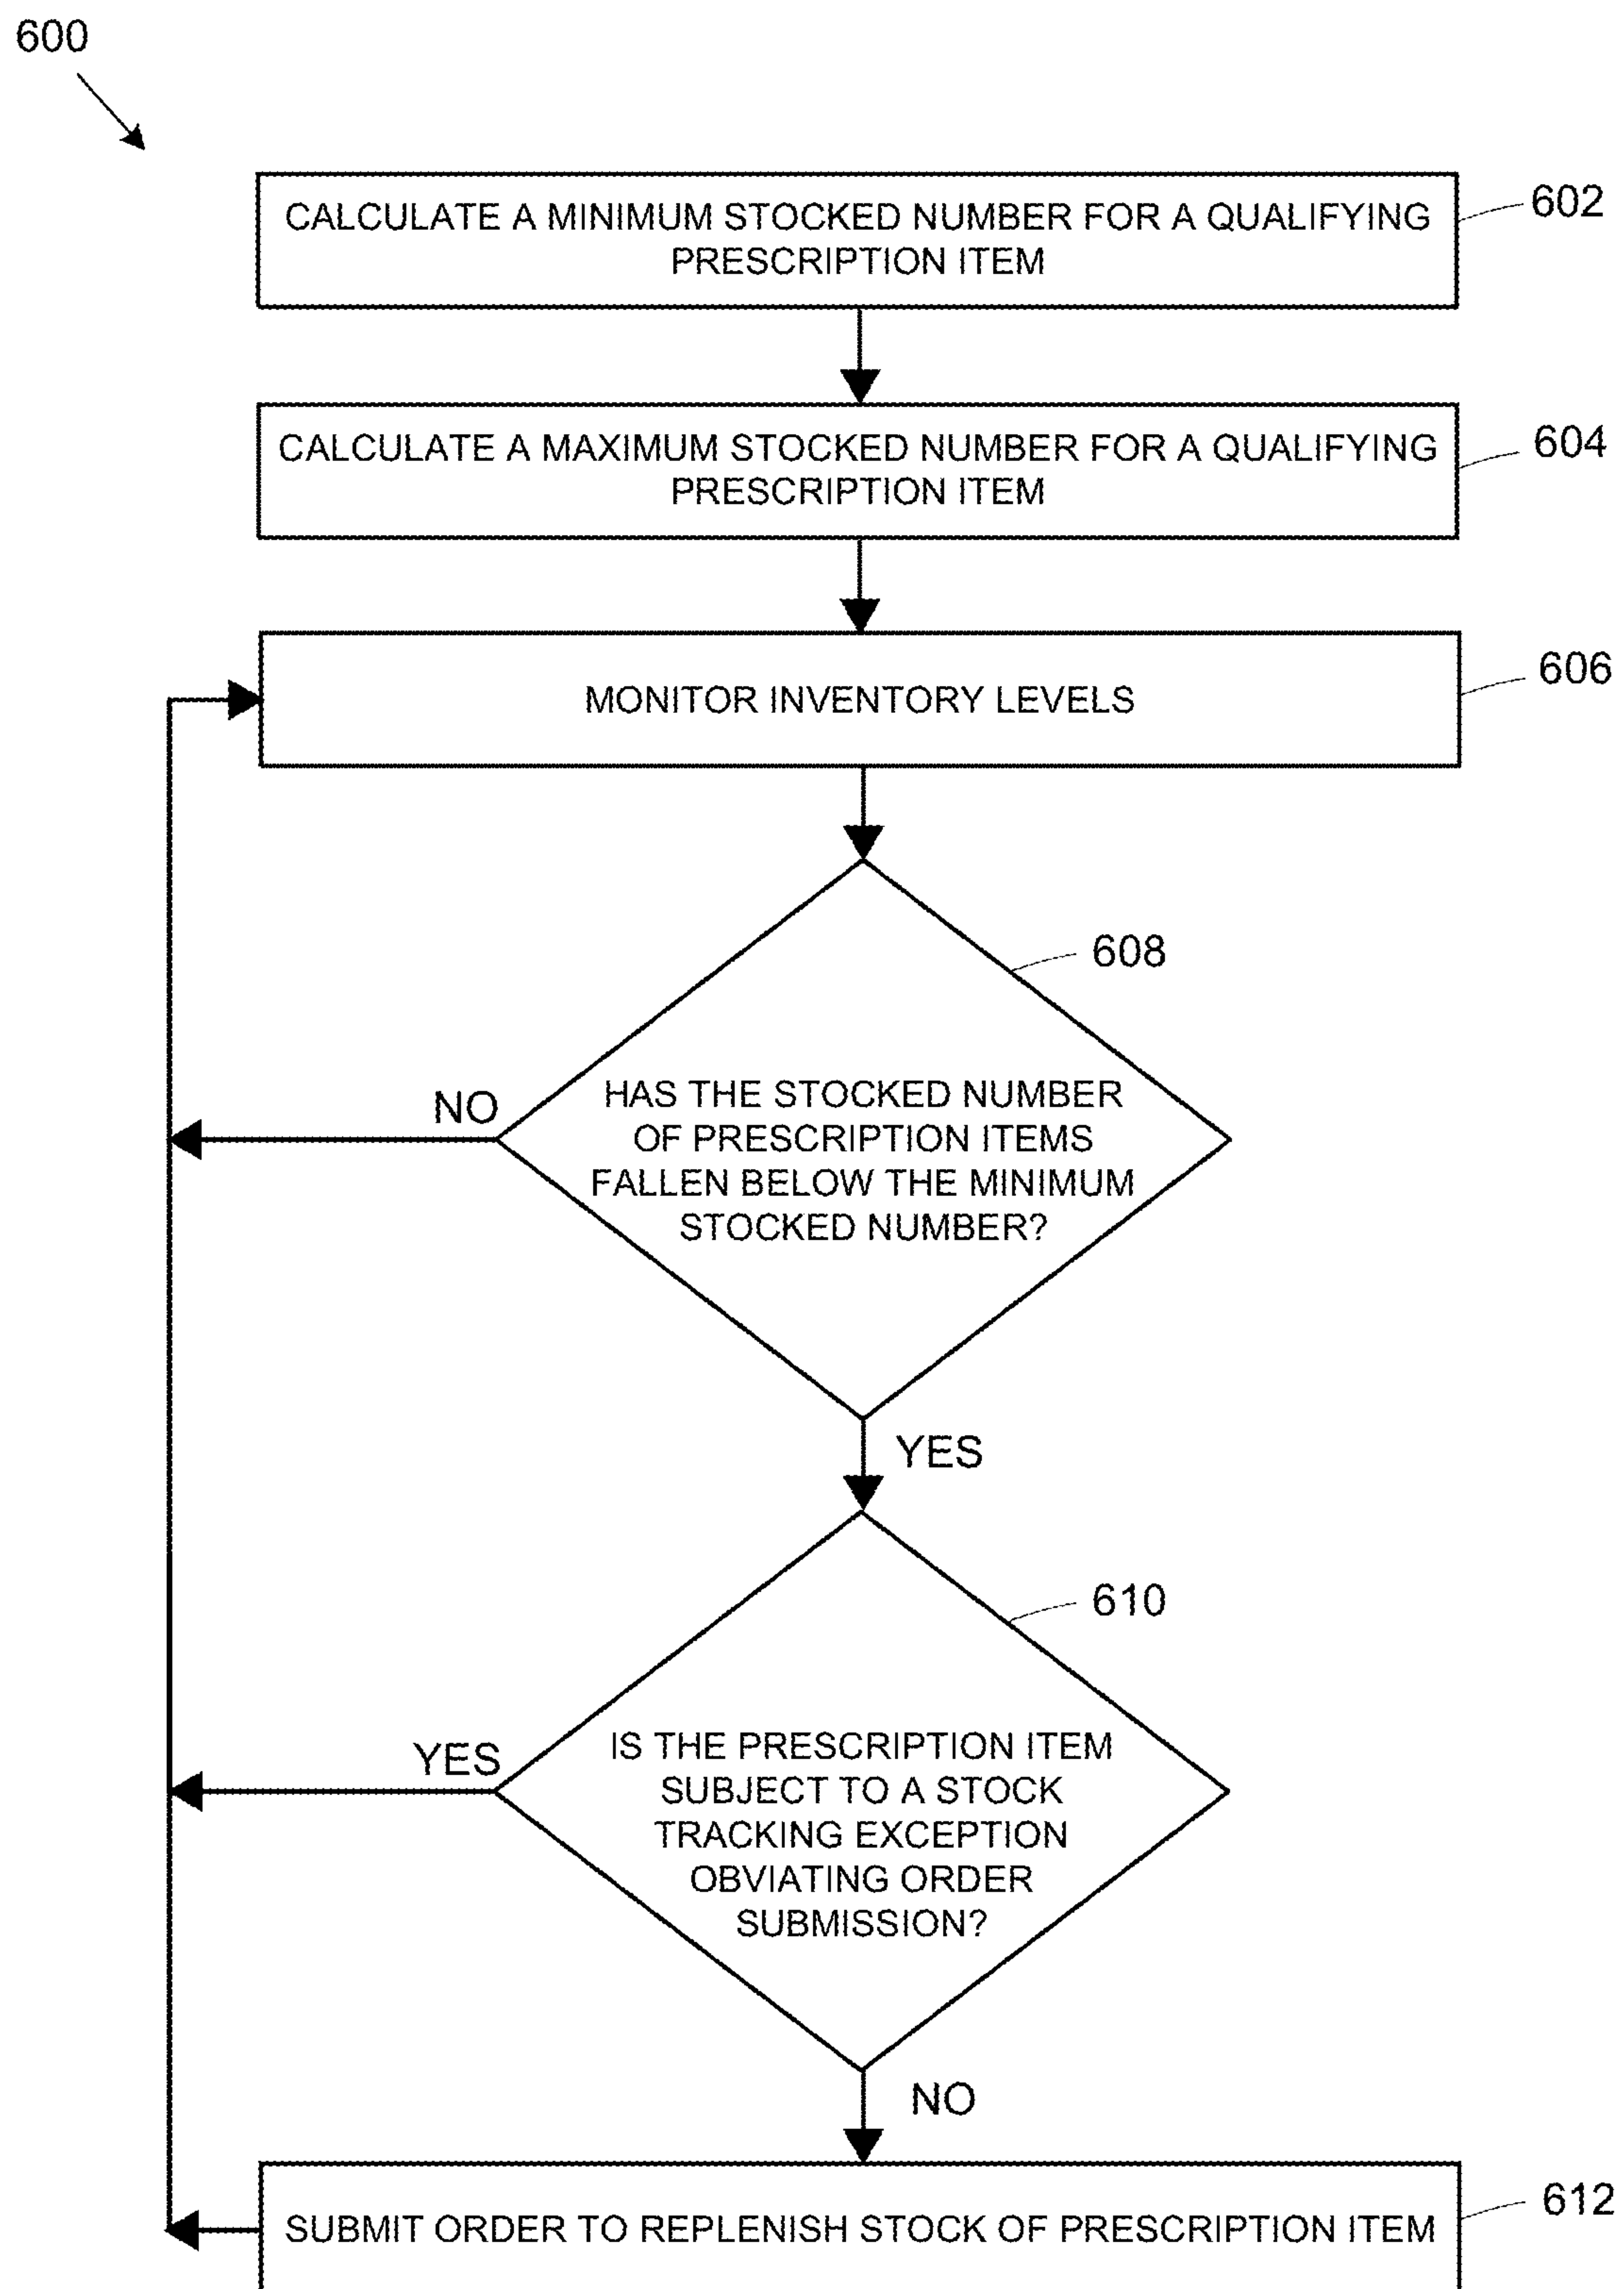 600
CALCULATE A MINIMUM STOCKED NUMBER FOR A QUALIFYING
PRESCRIPTION ITEM
602
CALCULATE A MAXIMUM STOCKED NUMBER FOR A QUALIFYING
PRESCRIPTION ITEM
604
MONITOR INVENTORY LEVELS
606
608
NO
HAS THE STOCKED NUMBER
OF PRESCRIPTION ITEMS
FALLEN BELOW THE MINIMUM
STOCKED NUMBER?
YES
610
YES
IS THE PRESCRIPTION ITEM
SUBJECT TO A STOCK
TRACKING EXCEPTION
OBVIATING ORDER
SUBMISSION?
NO
SUBMIT ORDER TO REPLENISH STOCK OF PRESCRIPTION ITEM
612